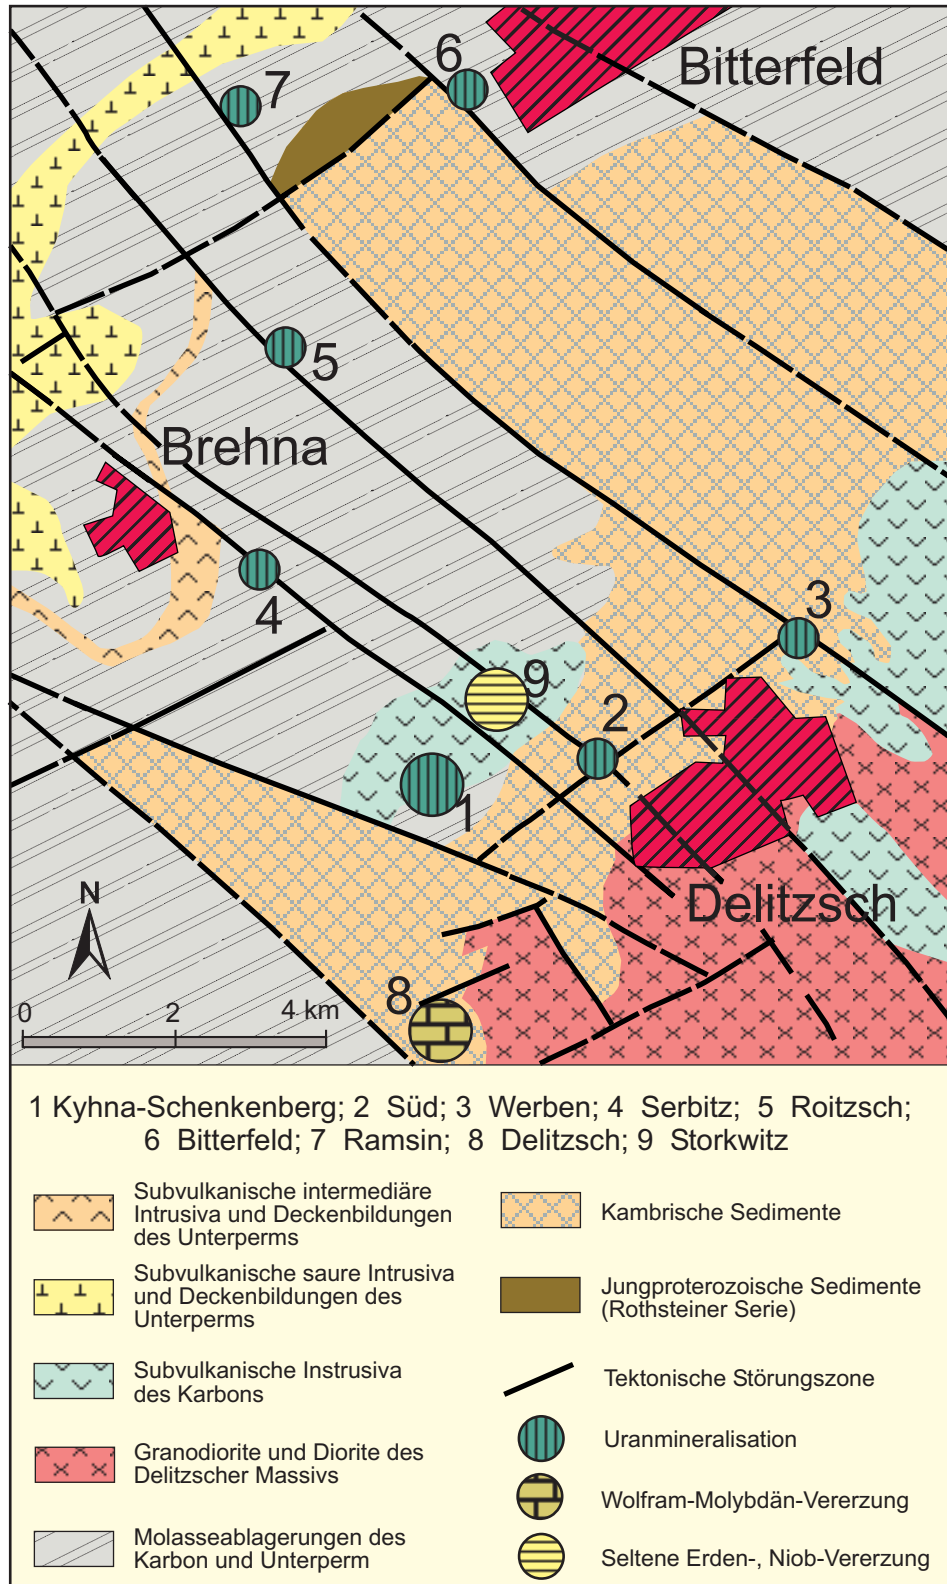 6
Bitterfeld
7
5
Brehna
4
3
9
2
1
Delitzsch
N
8
0 2 4 km
1 Kyhna-Schenkenberg; 2 Süd; 3 Werben; 4 Serbitz; 5 Roitzsch;
6 Bitterfeld; 7 Ramsin; 8 Delitzsch; 9 Storkwitz
Subvulkanische intermediäre
Intrusiva und Deckenbildungen
des Unterperms
Subvulkanische saure Intrusiva
und Deckenbildungen des
Unterperms
Subvulkanische Instrusiva
des Karbons
Granodiorite und Diorite des
Delitzscher Massivs
Molasseablagerungen des
Karbon und Unterperm
Kambrische Sedimente
Jungproterozoische Sedimente
(Rothsteiner Serie)
Tektonische Störungszone
Uranmineralisation
Wolfram-Molybdän-Vererzung
Seltene Erden-, Niob-Vererzung